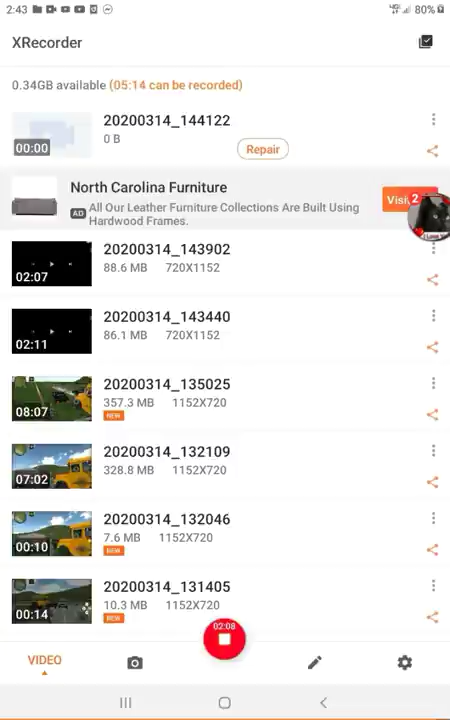 2:43
80%
XRecorder
0.34GB available (05:14 can be recorded)
20200314_144122
0 B
00:00
Repair
North Carolina Furniture
AD All Our Leather Furniture Collections Are Built Using
Hardwood Frames.
2
20200314_143902
88.6 MB 720X1152
02:07
20200314_143440
86.1 MB 720X1152
02:11
20200314_135025
357.3 MB 1152X720
08:07
NEW
20200314_132109
328.8 MB 1152X720
07:02
20200314_132046
7.6 MB 1152X720
00:10
NEW
20200314_131405
10.3 MB 1152X720
00:14
NEW
02:08
VIDEO